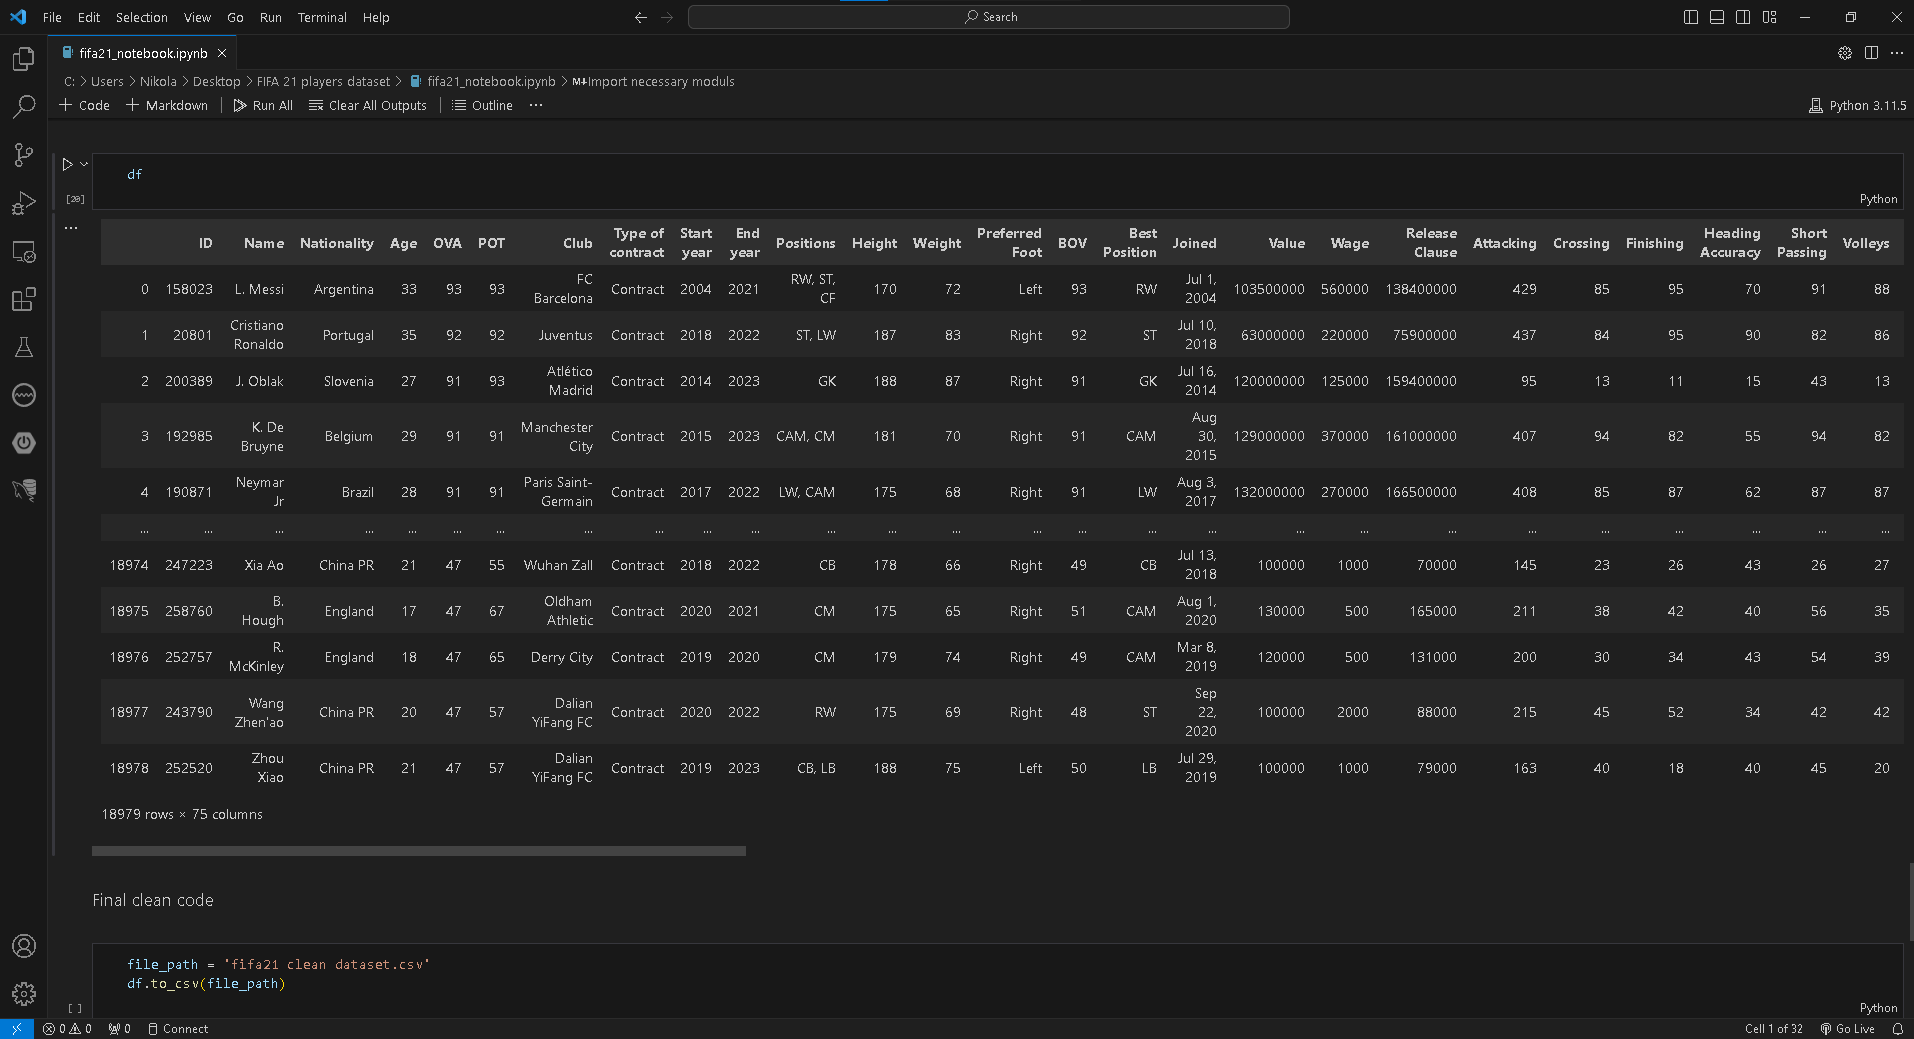 File Edit Selection View Go Run Terminal Help
Search
fifa21_notebook.ipynb
C: > Users > Nikola > Desktop > FIFA 21 players dataset > fifa21_notebook.ipynb > M↓Import necessary moduls
+ Code + Markdown | Run All Clear All Outputs | Outline ...
Python 3.11.5
df
[20]
Python
...
ID Name Nationality Age OVA POT Club Type of contract Start year End year Positions Height Weight Preferred Foot BOV Best Position Joined Value Wage Release Clause Attacking Crossing Finishing Heading Accuracy Short Passing Volleys
0 158023 L. Messi Argentina 33 93 93 FC Barcelona Contract 2004 2021 RW, ST, CF 170 72 Left 93 RW Jul 1, 2004 103500000 560000 138400000 429 85 95 70 91 88
1 20801 Cristiano Ronaldo Portugal 35 92 92 Juventus Contract 2018 2022 ST, LW 187 83 Right 92 ST Jul 10, 2018 63000000 220000 75900000 437 84 95 90 82 86
2 200389 J. Oblak Slovenia 27 91 93 Atlético Madrid Contract 2014 2023 GK 188 87 Right 91 GK Jul 16, 2014 120000000 125000 159400000 95 13 11 15 43 13
3 192985 K. De Bruyne Belgium 29 91 91 Manchester City Contract 2015 2023 CAM, CM 181 70 Right 91 CAM Aug 30, 2015 129000000 370000 161000000 407 94 82 55 94 82
4 190871 Neymar Jr Brazil 28 91 91 Paris Saint-Germain Contract 2017 2022 LW, CAM 175 68 Right 91 LW Aug 3, 2017 132000000 270000 166500000 408 85 87 62 87 87
... ... ... ... ... ... ... ... ... ... ... ... ... ... ... ... ... ... ... ... ... ... ... ... ... ... ...
18974 247223 Xia Ao China PR 21 47 55 Wuhan Zall Contract 2018 2022 CB 178 66 Right 49 CB Jul 13, 2018 100000 1000 70000 145 23 26 43 26 27
18975 258760 B. Hough England 17 47 67 Oldham Athletic Contract 2020 2021 CM 175 65 Right 51 CAM Aug 1, 2020 130000 500 165000 211 38 42 40 56 35
18976 252757 R. McKinley England 18 47 65 Derry City Contract 2019 2020 CM 179 74 Right 49 CAM Mar 8, 2019 120000 500 131000 200 30 34 43 54 39
18977 243790 Wang Zhen'ao China PR 20 47 57 Dalian YiFang FC Contract 2020 2022 RW 175 69 Right 48 ST Sep 22, 2020 100000 2000 88000 215 45 52 34 42 42
18978 252520 Zhou Xiao China PR 21 47 57 Dalian YiFang FC Contract 2019 2023 CB, LB 188 75 Left 50 LB Jul 29, 2019 100000 1000 79000 163 40 18 40 45 20
18979 rows × 75 columns
Final clean code
file_path = 'fifa21 clean dataset.csv'
df.to_csv(file_path)
[ ]
Python
0 0 0 Connect
Cell 1 of 32 Go Live